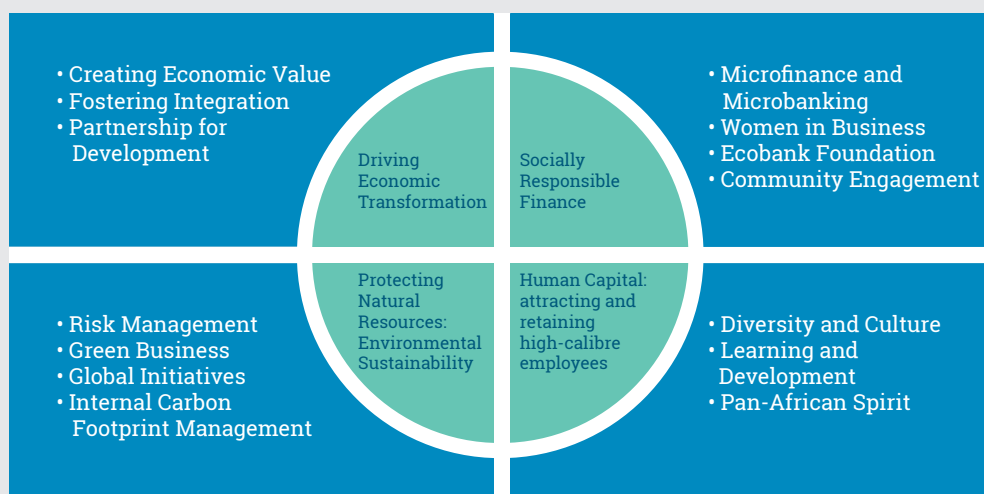 • Creating Economic Value
• Fostering Integration
• Partnership for
Development
Driving
Economic
Transformation
Socially
Responsible
Finance
• Microfinance and
Microbanking
• Women in Business
• Ecobank Foundation
• Community Engagement
• Risk Management
• Green Business
• Global Initiatives
• Internal Carbon
Footprint Management
Protecting
Natural
Resources:
Environmental
Sustainability
Human Capital:
attracting and
retaining
high-calibre
employees
• Diversity and Culture
• Learning and
Development
• Pan-African Spirit